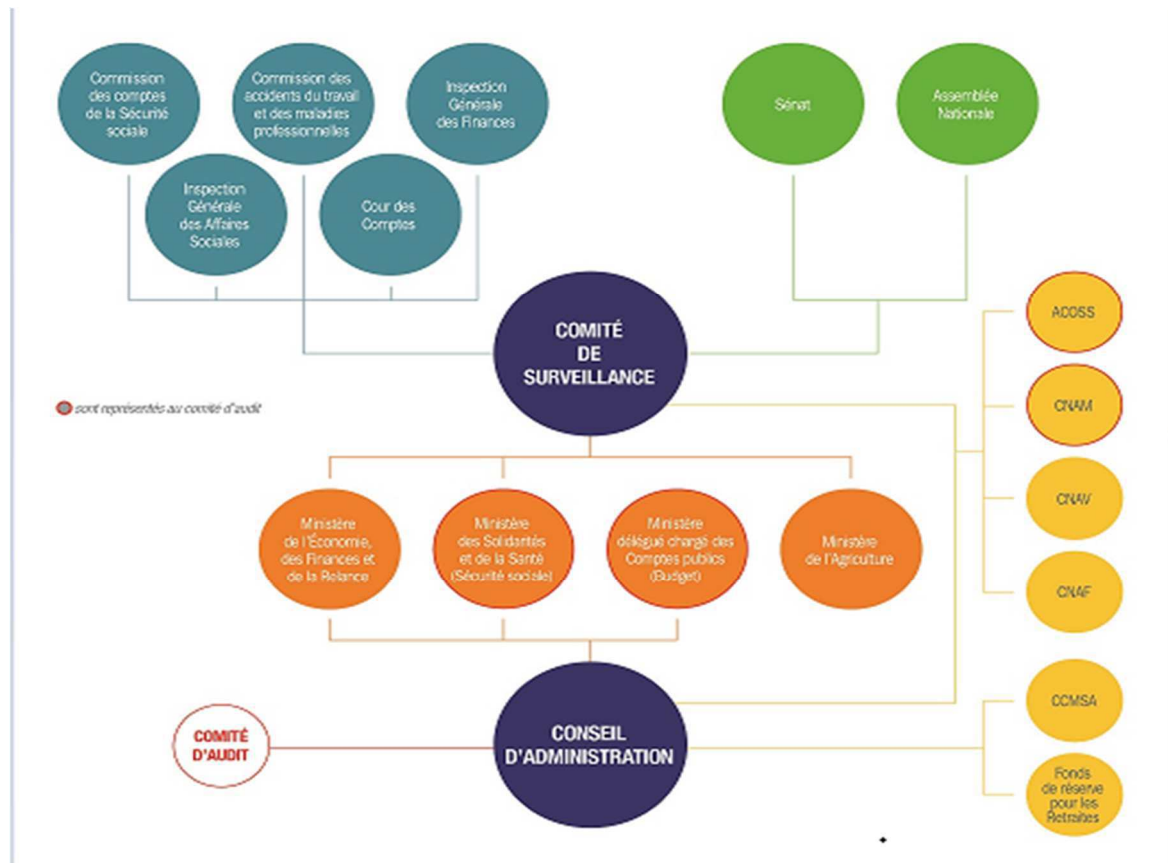 Commission
des comptes
de la Sécurité
sociale
Commission des
accidents du travail
et des maladies
professionnelles
Inspection
Générale
des Finances
Inspection
Générale
des Affaires
Sociales
Cour des
Comptes
Sénat
Assemblée
Nationale
COMITÉ
DE
SURVEILLANCE
ACOSS
CNAM
CNAV
CNAF
sont représentés au comité d'audit
Ministère
de l'Économie,
des Finances et
de la Relance
Ministère
des Solidarités
et de la Santé
(Sécurité sociale)
Ministère
délégué chargé des
Comptes publics
(Budget)
Ministère
de l'Agriculture
COMITÉ
D'AUDIT
CONSEIL
D'ADMINISTRATION
CCMSA
Fonds
de réserve
pour les
Retraites